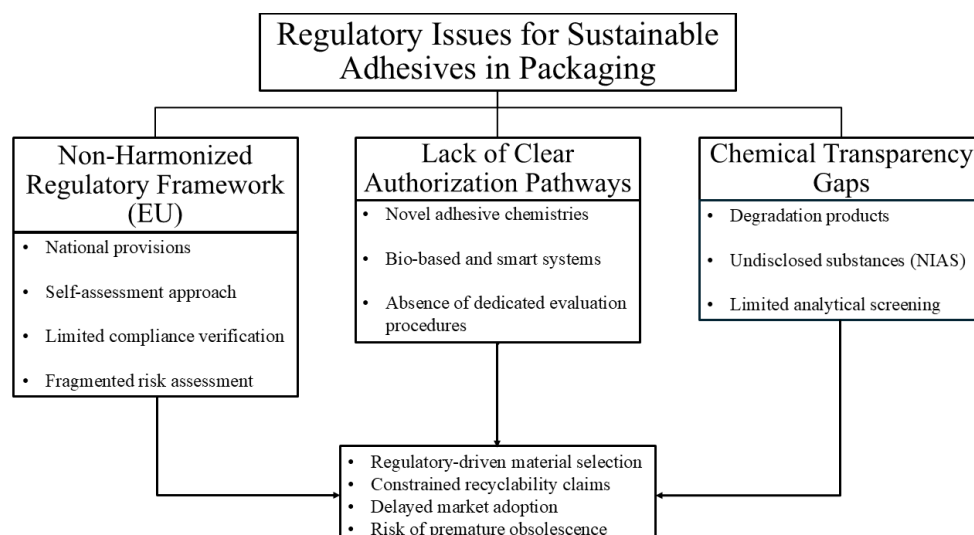 Regulatory Issues for Sustainable
Adhesives in Packaging
Non-Harmonized
Regulatory Framework
(EU)
• National provisions
• Self-assessment approach
• Limited compliance verification
• Fragmented risk assessment
Lack of Clear
Authorization Pathways
• Novel adhesive chemistries
• Bio-based and smart systems
• Absence of dedicated evaluation
procedures
Chemical Transparency
Gaps
• Degradation products
• Undisclosed substances (NIAS)
• Limited analytical screening
• Regulatory-driven material selection
• Constrained recyclability claims
• Delayed market adoption
• Risk of premature obsolescence